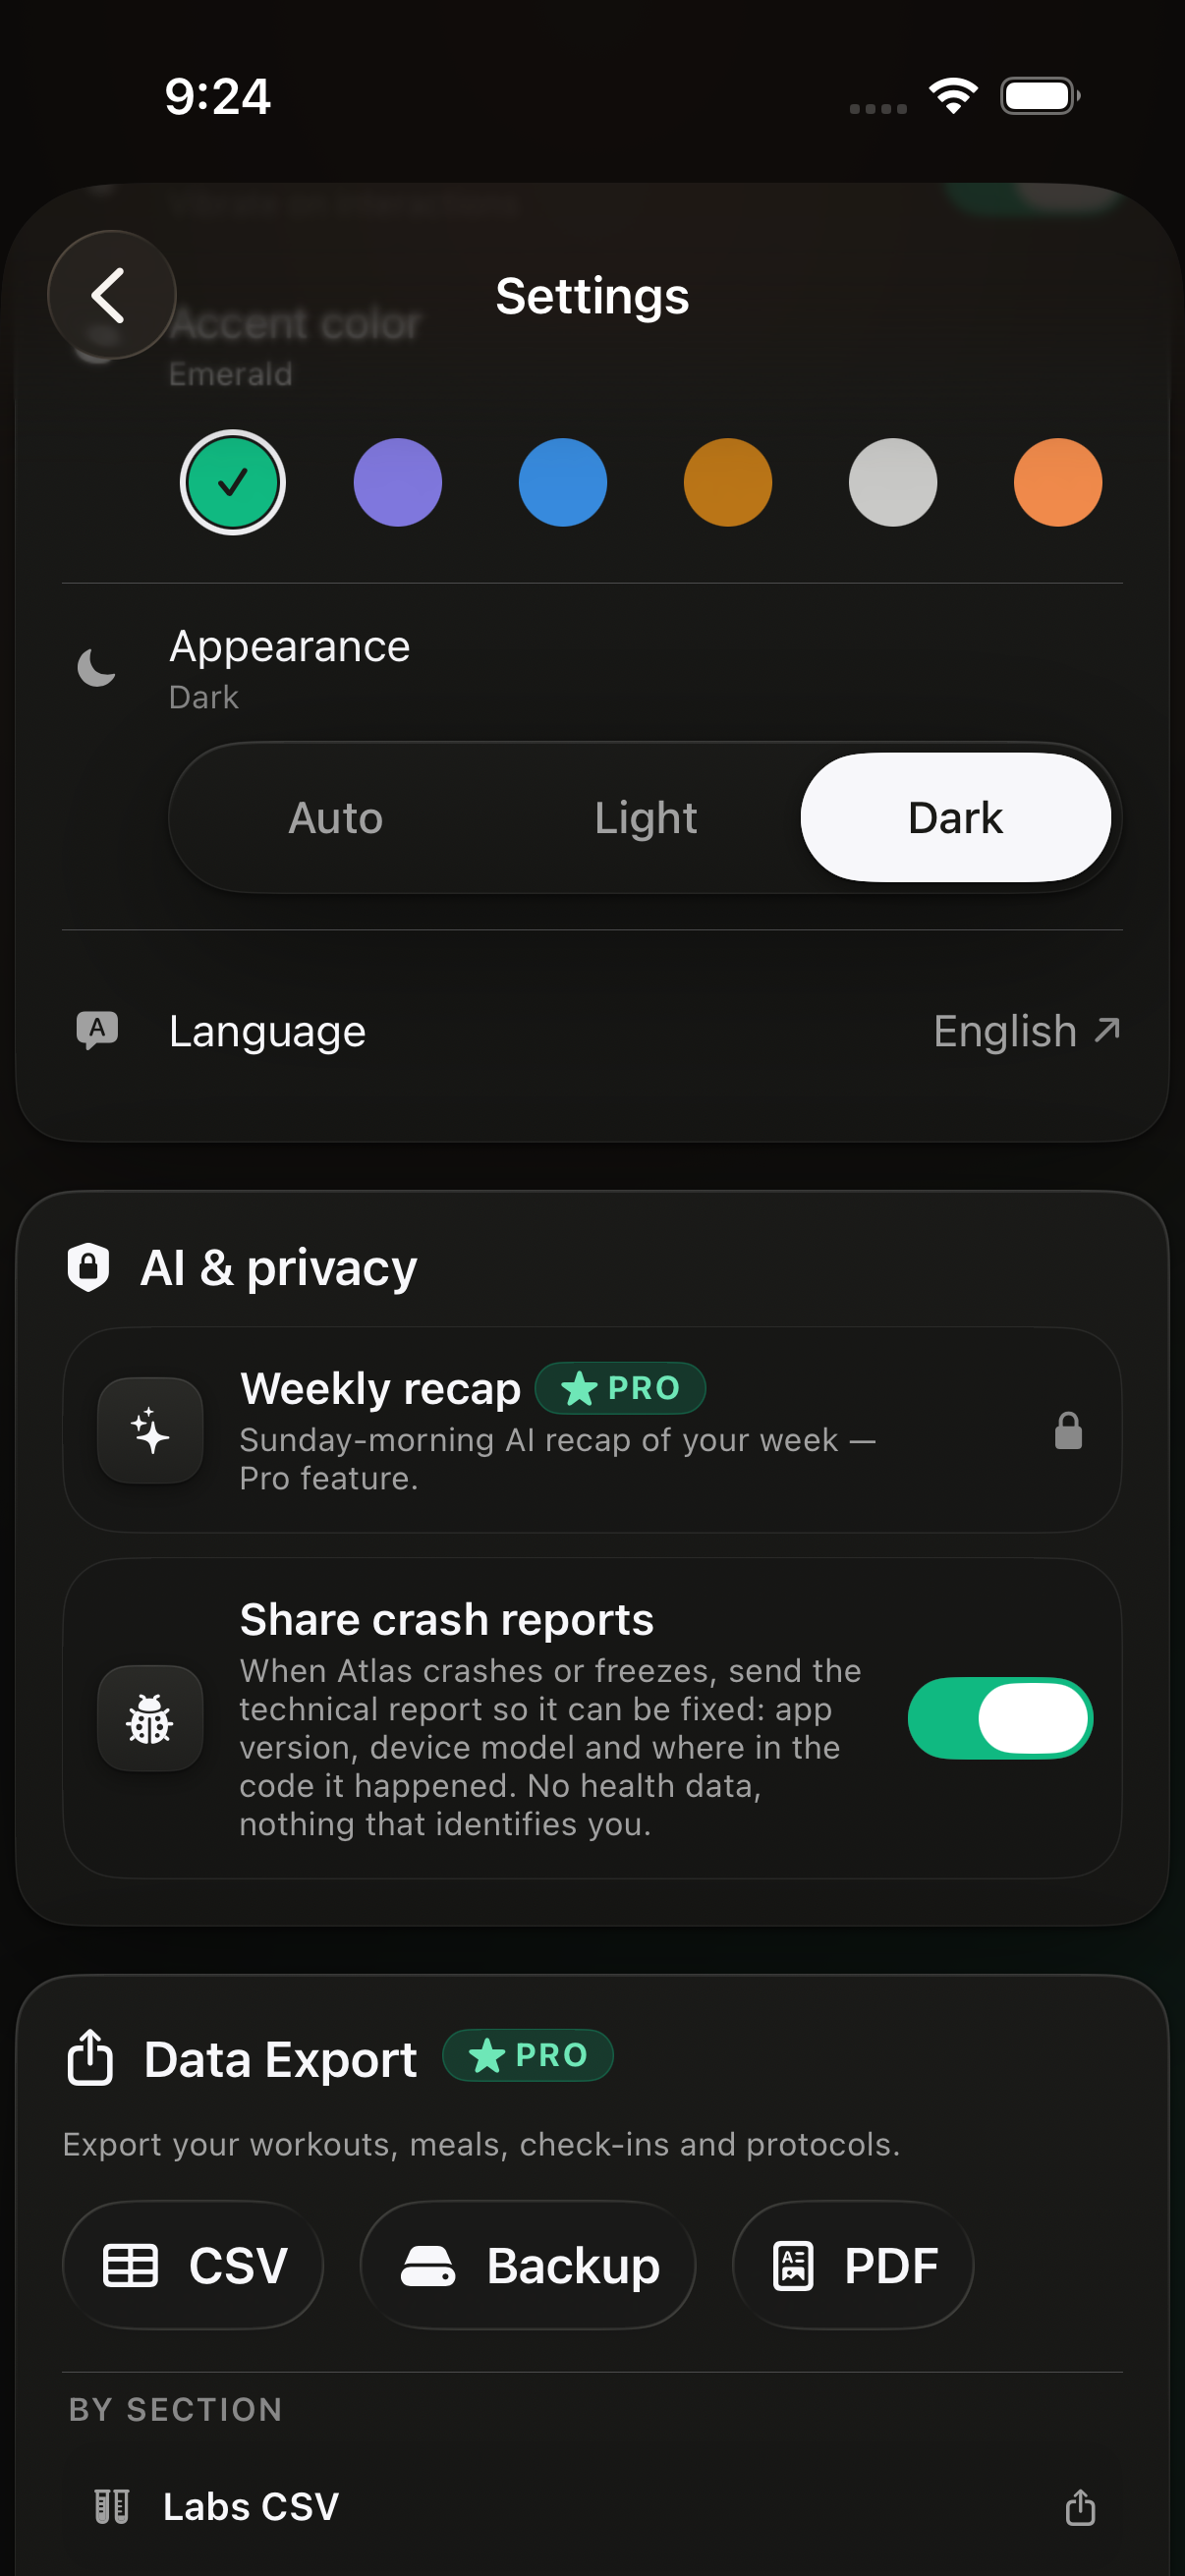 9:24
Settings
Accent color
Emerald
Appearance
Dark
Auto Light Dark
Language English
AI & privacy
Weekly recap PRO
Sunday-morning AI recap of your week —
Pro feature.
Share crash reports
When Atlas crashes or freezes, send the
technical report so it can be fixed: app
version, device model and where in the
code it happened. No health data,
nothing that identifies you.
Data Export PRO
Export your workouts, meals, check-ins and protocols.
CSV Backup PDF
BY SECTION
Labs CSV